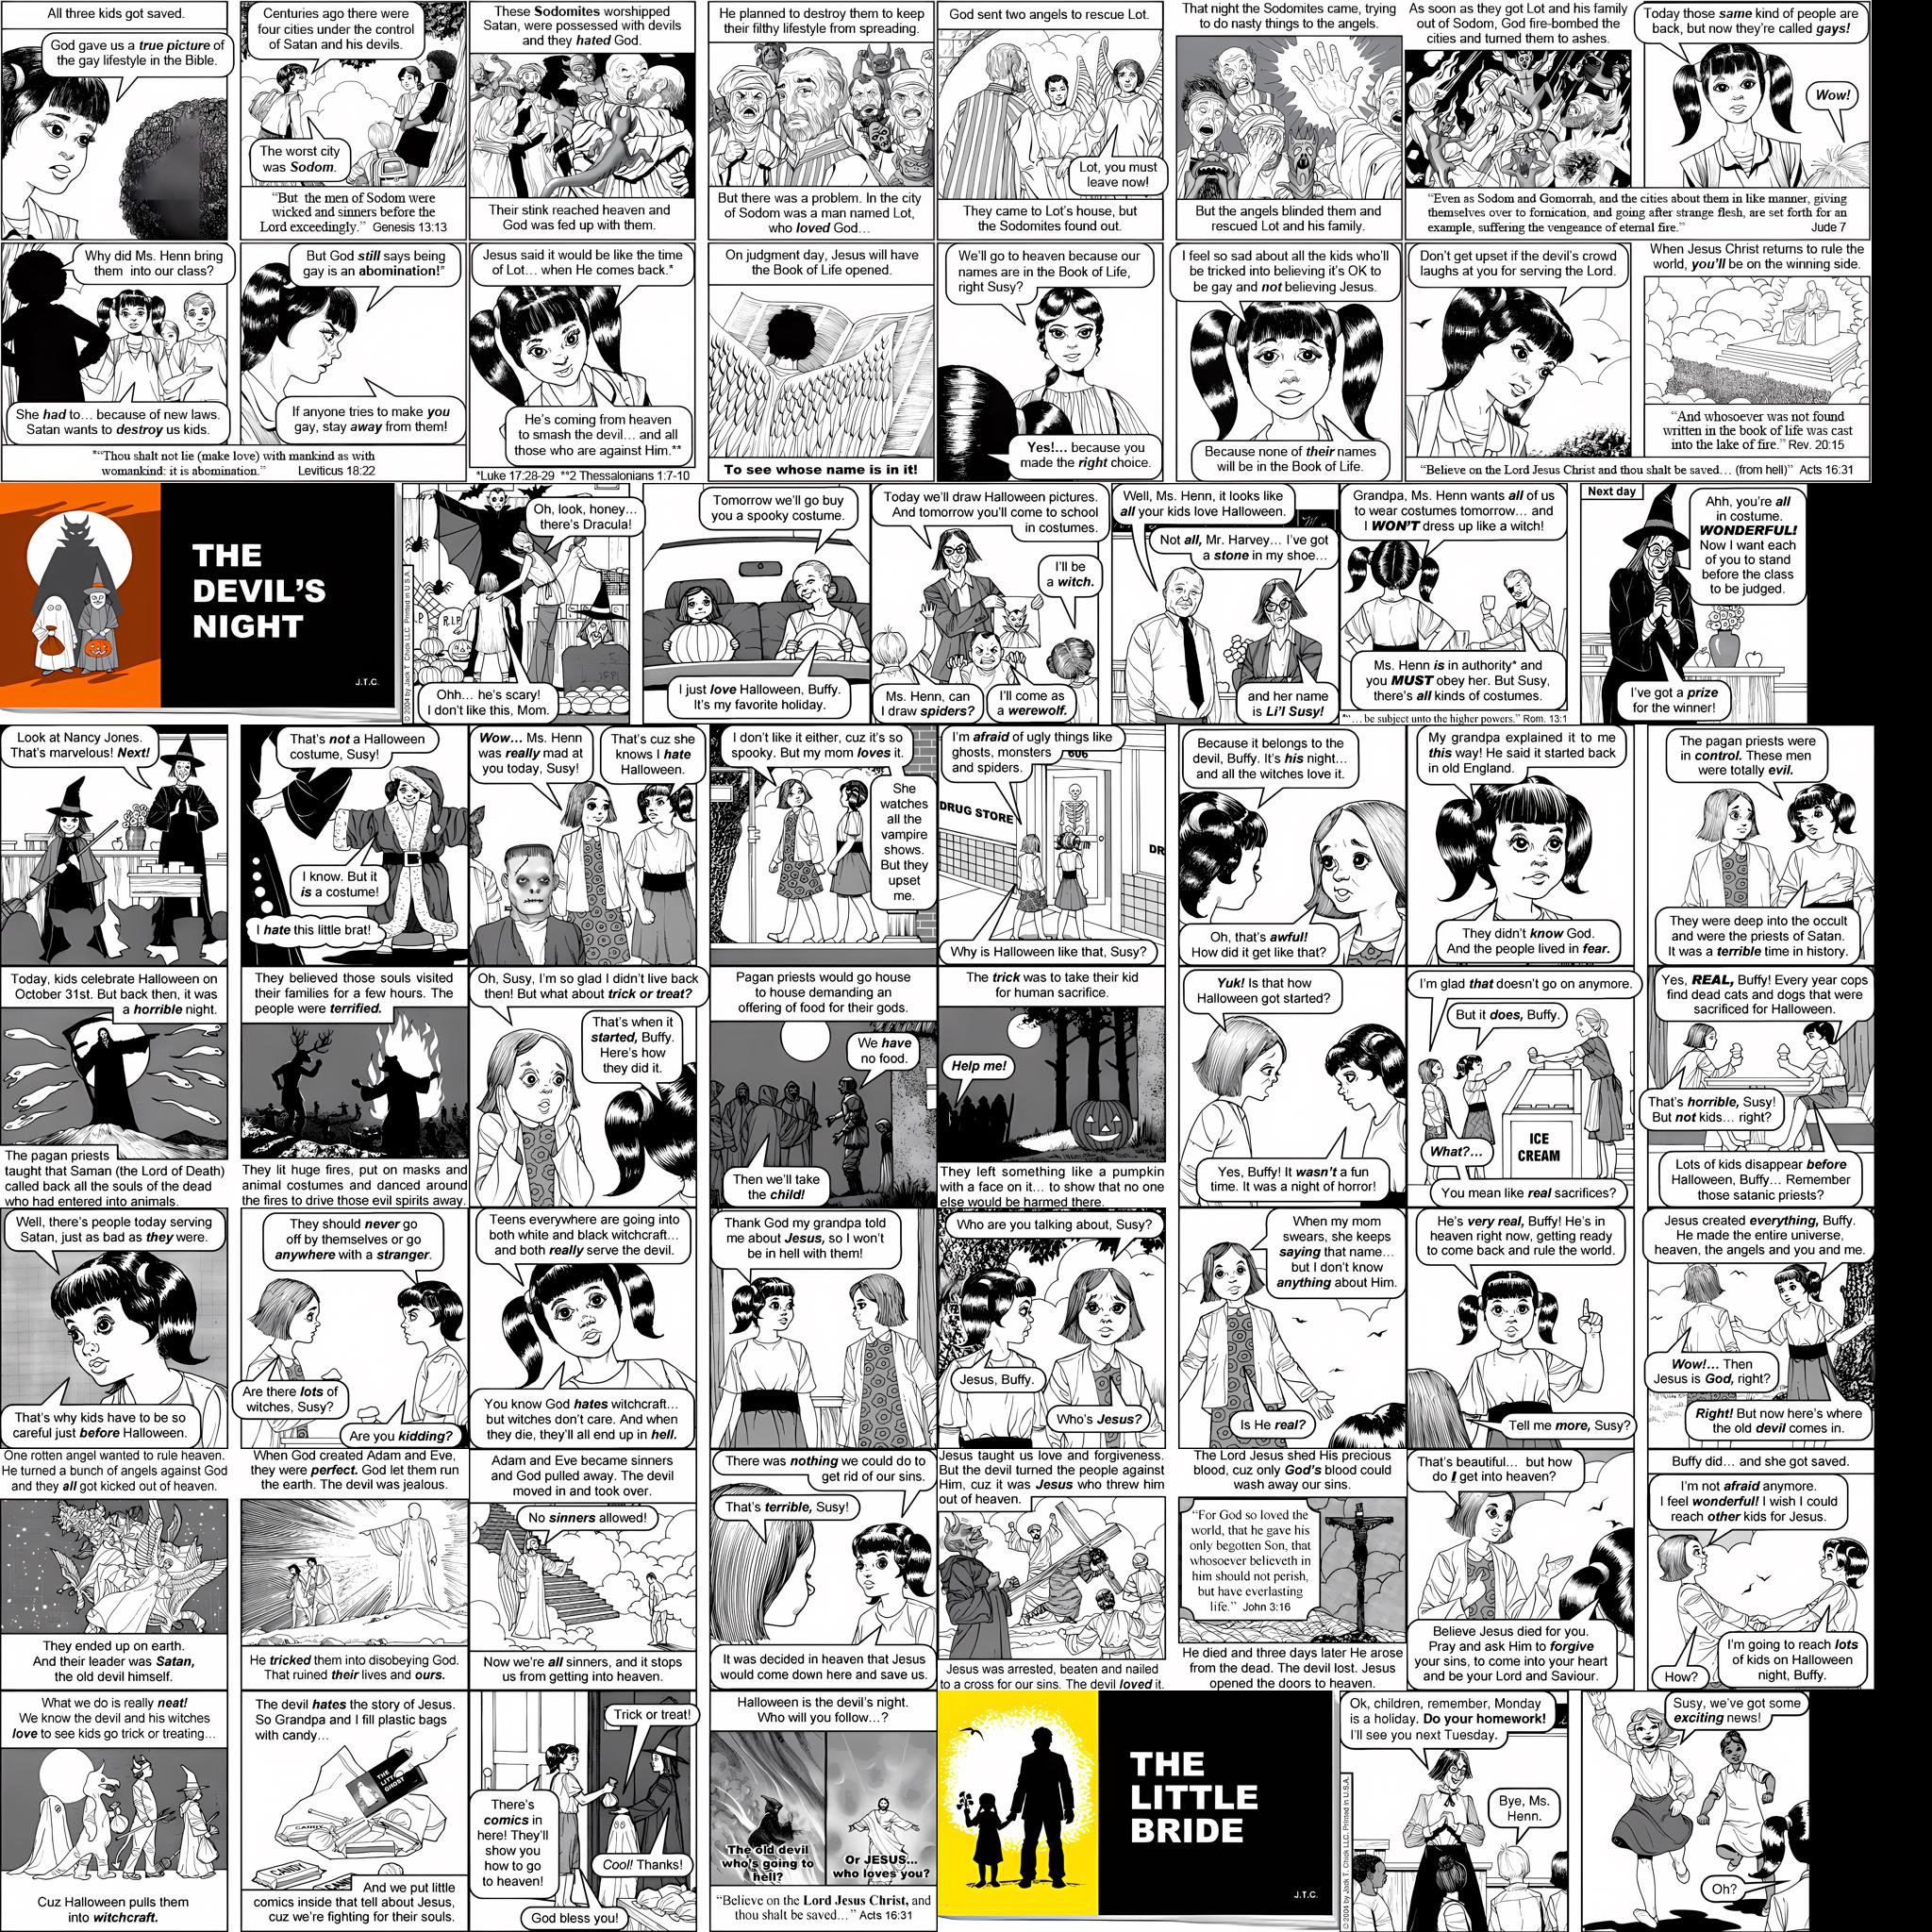 All three kids got saved.
God gave us a true picture of
the gay lifestyle in the Bible.
Centuries ago there were
four cities under the control
of Satan and his devils.
The worst city
was Sodom.
“But the men of Sodom were
wicked and sinners before the
Lord exceedingly.” Genesis 13:13
These Sodomites worshipped
Satan, were possessed with devils
and they hated God.
Their stink reached heaven and
God was fed up with them.
He planned to destroy them to keep
their filthy lifestyle from spreading.
But there was a problem. In the city
of Sodom was a man named Lot,
who loved God…
God sent two angels to rescue Lot.
Lot, you must
leave now!
They came to Lot's house, but
the Sodomites found out.
That night the Sodomites came, trying
to do nasty things to the angels.
But the angels blinded them and
rescued Lot and his family.
As soon as they got Lot and his family
out of Sodom, God fire-bombed the
cities and turned them to ashes.
Today those same kind of people are
back, but now they're called gays!
Wow!
“Even as Sodom and Gomorrah, and the cities about them in like manner, giving
themselves over to fornication, and going after strange flesh, are set forth for an
example, suffering the vengeance of eternal fire.” Jude 7
Why did Ms. Henn bring
them into our class?
She had to… because of new laws.
Satan wants to destroy us kids.
But God still says being
gay is an abomination!*
If anyone tries to make you
gay, stay away from them!
*“Thou shalt not lie (make love) with mankind as with
womankind: it is abomination.” Leviticus 18:22
Jesus said it would be like the time
of Lot… when He comes back.*
He's coming from heaven
to smash the devil… and all
those who are against Him.**
*Luke 17:28-29 **2 Thessalonians 1:7-10
On judgment day, Jesus will have
the Book of Life opened.
To see whose name is in it!
We'll go to heaven because our
names are in the Book of Life,
right Susy?
Yes!… because you
made the right choice.
I feel so sad about all the kids who'll
be tricked into believing it's OK to
be gay and not believing Jesus.
Because none of their names
will be in the Book of Life.
Don't get upset if the devil's crowd
laughs at you for serving the Lord.
When Jesus Christ returns to rule the
world, you'll be on the winning side.
“And whosoever was not found
written in the book of life was cast
into the lake of fire.” Rev. 20:15
“Believe on the Lord Jesus Christ and thou shalt be saved… (from hell)” Acts 16:31
THE
DEVIL'S
NIGHT
J.T.C.
© 2004 by Jack T. Chick LLC. Printed in U.S.A.
Oh, look, honey…
there's Dracula!
R.I.P
Ohh… he's scary!
I don't like this, Mom.
Tomorrow we'll go buy
you a spooky costume.
I just love Halloween, Buffy.
It's my favorite holiday.
Today we'll draw Halloween pictures.
And tomorrow you'll come to school
in costumes.
I'll be
a witch.
Ms. Henn, can
I draw spiders?
I'll come as
a werewolf.
Well, Ms. Henn, it looks like
all your kids love Halloween.
Not all, Mr. Harvey… I've got
a stone in my shoe…
and her name
is Li'l Susy!
Grandpa, Ms. Henn wants all of us
to wear costumes tomorrow… and
I WON'T dress up like a witch!
Ms. Henn is in authority* and
you MUST obey her. But Susy,
there's all kinds of costumes.
*“… be subject unto the higher powers.” Rom. 13:1
Next day
Ahh, you're all
in costume.
WONDERFUL!
Now I want each
of you to stand
before the class
to be judged.
I've got a prize
for the winner!
Look at Nancy Jones.
That's marvelous! Next!
That's not a Halloween
costume, Susy!
I know. But it
is a costume!
I hate this little brat!
Wow… Ms. Henn
was really mad at
you today, Susy!
That's cuz she
knows I hate
Halloween.
I don't like it either, cuz it's so
spooky. But my mom loves it.
She
watches
all the
vampire
shows.
But they
upset
me.
I'm afraid of ugly things like
ghosts, monsters
and spiders.
606
DRUG STORE
DR
Why is Halloween like that, Susy?
Because it belongs to the
devil, Buffy. It's his night…
and all the witches love it.
Oh, that's awful!
How did it get like that?
My grandpa explained it to me
this way! He said it started back
in old England.
They didn't know God.
And the people lived in fear.
The pagan priests were
in control. These men
were totally evil.
They were deep into the occult
and were the priests of Satan.
It was a terrible time in history.
Today, kids celebrate Halloween on
October 31st. But back then, it was
a horrible night.
The pagan priests
taught that Saman (the Lord of Death)
called back all the souls of the dead
who had entered into animals.
They believed those souls visited
their families for a few hours. The
people were terrified.
They lit huge fires, put on masks and
animal costumes and danced around
the fires to drive those evil spirits away.
Oh, Susy, I'm so glad I didn't live back
then! But what about trick or treat?
That's when it
started, Buffy.
Here's how
they did it.
Pagan priests would go house
to house demanding an
offering of food for their gods.
We have
no food.
Then we'll take
the child!
The trick was to take their kid
for human sacrifice.
Help me!
They left something like a pumpkin
with a face on it… to show that no one
else would be harmed there.
Yuk! Is that how
Halloween got started?
Yes, Buffy! It wasn't a fun
time. It was a night of horror!
I'm glad that doesn't go on anymore.
But it does, Buffy.
ICE
CREAM
What?…
You mean like real sacrifices?
Yes, REAL, Buffy! Every year cops
find dead cats and dogs that were
sacrificed for Halloween.
That's horrible, Susy!
But not kids… right?
Lots of kids disappear before
Halloween, Buffy… Remember
those satanic priests?
Well, there's people today serving
Satan, just as bad as they were.
That's why kids have to be so
careful just before Halloween.
They should never go
off by themselves or go
anywhere with a stranger.
Are there lots of
witches, Susy?
Are you kidding?
Teens everywhere are going into
both white and black witchcraft…
and both really serve the devil.
You know God hates witchcraft…
but witches don't care. And when
they die, they'll all end up in hell.
Thank God my grandpa told
me about Jesus, so I won't
be in hell with them!
Who are you talking about, Susy?
Jesus, Buffy.
Who's Jesus?
When my mom
swears, she keeps
saying that name…
but I don't know
anything about Him.
Is He real?
He's very real, Buffy! He's in
heaven right now, getting ready
to come back and rule the world.
Tell me more, Susy?
Jesus created everything, Buffy.
He made the entire universe,
heaven, the angels and you and me.
Wow!… Then
Jesus is God, right?
Right! But now here's where
the old devil comes in.
One rotten angel wanted to rule heaven.
He turned a bunch of angels against God
and they all got kicked out of heaven.
They ended up on earth.
And their leader was Satan,
the old devil himself.
When God created Adam and Eve,
they were perfect. God let them run
the earth. The devil was jealous.
He tricked them into disobeying God.
That ruined their lives and ours.
Adam and Eve became sinners
and God pulled away. The devil
moved in and took over.
No sinners allowed!
Now we're all sinners, and it stops
us from getting into heaven.
There was nothing we could do to
get rid of our sins.
That's terrible, Susy!
It was decided in heaven that Jesus
would come down here and save us.
Jesus taught us love and forgiveness.
But the devil turned the people against
Him, cuz it was Jesus who threw him
out of heaven.
Jesus was arrested, beaten and nailed
to a cross for our sins. The devil loved it.
The Lord Jesus shed His precious
blood, cuz only God's blood could
wash away our sins.
“For God so loved the
world, that he gave his
only begotten Son, that
whosoever believeth in
him should not perish,
but have everlasting
life.” John 3:16
He died and three days later He arose
from the dead. The devil lost. Jesus
opened the doors to heaven.
That's beautiful… but how
do I get into heaven?
Believe Jesus died for you.
Pray and ask Him to forgive
your sins, to come into your heart
and be your Lord and Saviour.
Buffy did… and she got saved.
I'm not afraid anymore.
I feel wonderful! I wish I could
reach other kids for Jesus.
How?
I'm going to reach lots
of kids on Halloween
night, Buffy.
What we do is really neat!
We know the devil and his witches
love to see kids go trick or treating…
Cuz Halloween pulls them
into witchcraft.
The devil hates the story of Jesus.
So Grandpa and I fill plastic bags
with candy…
THE
LITTLE
GHOST
CANDY
CANDY
And we put little
comics inside that tell about Jesus,
cuz we're fighting for their souls.
Trick or treat!
There's
comics in
here! They'll
show you
how to go
to heaven!
Cool! Thanks!
God bless you!
Halloween is the devil's night.
Who will you follow…?
The old devil
who's going to
hell?
Or JESUS…
who loves you?
“Believe on the Lord Jesus Christ, and
thou shalt be saved…” Acts 16:31
THE
LITTLE
BRIDE
J.T.C.
© 2004 by Jack T. Chick LLC. Printed in U.S.A.
Ok, children, remember, Monday
is a holiday. Do your homework!
I'll see you next Tuesday.
Bye, Ms.
Henn.
Susy, we've got some
exciting news!
Oh?